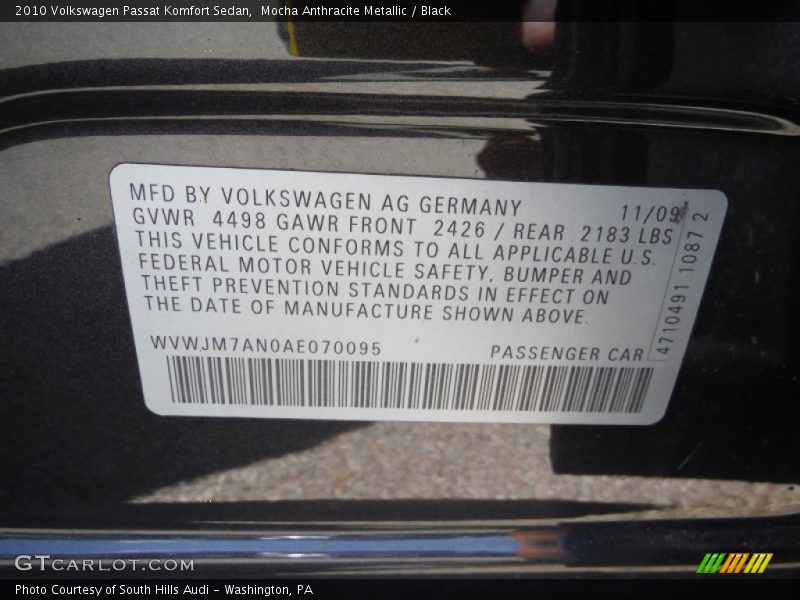 2010 Volkswagen Passat Komfort Sedan,  Mocha Anthracite Metallic / Black
MFD BY VOLKSWAGEN AG GERMANY 11/09
GVWR 4498 GAWR FRONT 2426 / REAR 2183 LBS
THIS VEHICLE CONFORMS TO ALL APPLICABLE U.S.
FEDERAL MOTOR VEHICLE SAFETY, BUMPER AND
THEFT PREVENTION STANDARDS IN EFFECT ON
THE DATE OF MANUFACTURE SHOWN ABOVE.
WVWJM7AN0AE070095 PASSENGER CAR
4710491 1087 2
GTCARLOT.COM
Photo Courtesy of South Hills Audi - Washington, PA